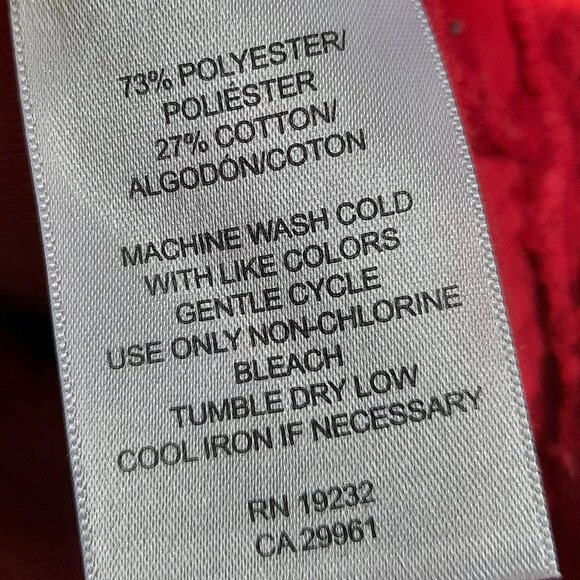 73% POLYESTER/
POLIÉSTER
27% COTTON/
ALGODÓN/COTON
MACHINE WASH COLD
WITH LIKE COLORS
GENTLE CYCLE
USE ONLY NON-CHLORINE
BLEACH
TUMBLE DRY LOW
COOL IRON IF NECESSARY
RN 19232
CA 29961